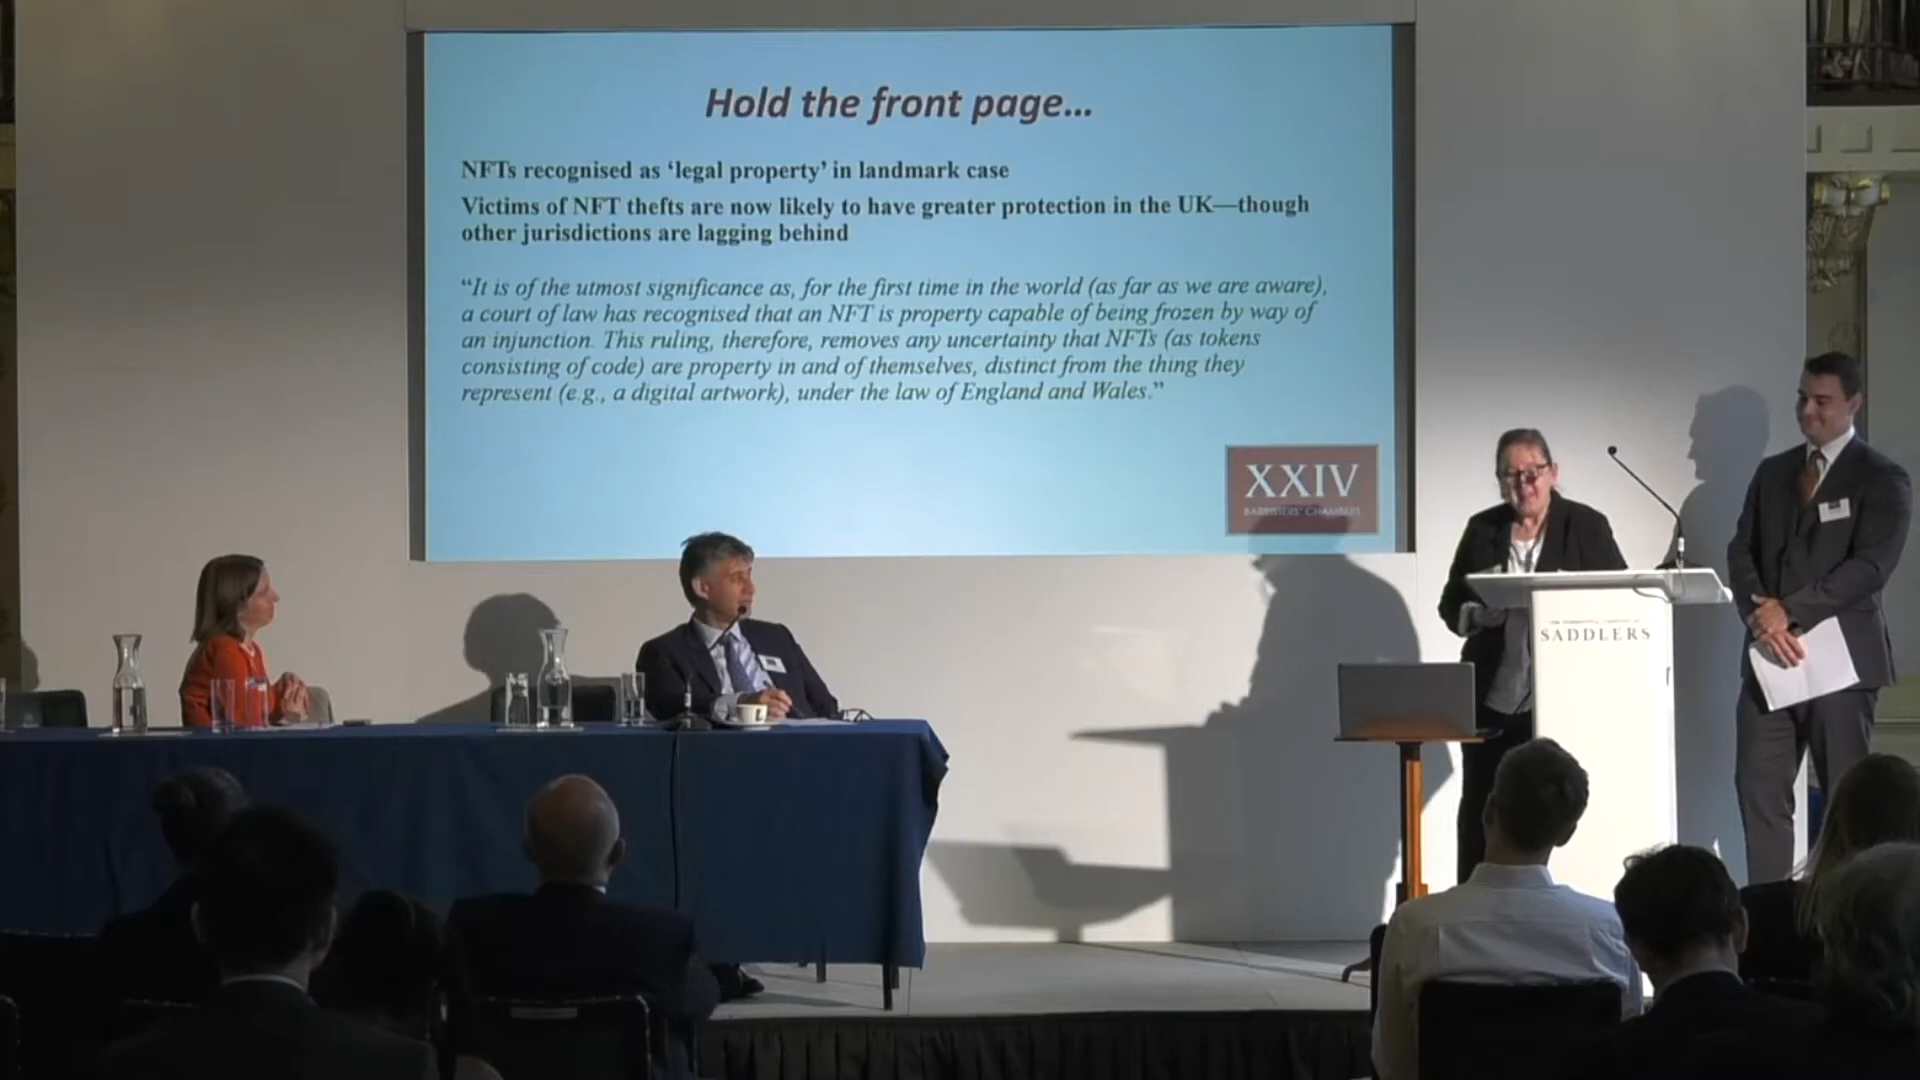 Hold the front page...
NFTs recognised as ‘legal property’ in landmark case
Victims of NFT thefts are now likely to have greater protection in the UK—though
other jurisdictions are lagging behind
“It is of the utmost significance as, for the first time in the world (as far as we are aware),
a court of law has recognised that an NFT is property capable of being frozen by way of
an injunction. This ruling, therefore, removes any uncertainty that NFTs (as tokens
consisting of code) are property in and of themselves, distinct from the thing they
represent (e.g., a digital artwork), under the law of England and Wales.”
XXIV
BARRISTERS' CHAMBERS
SADDLERS